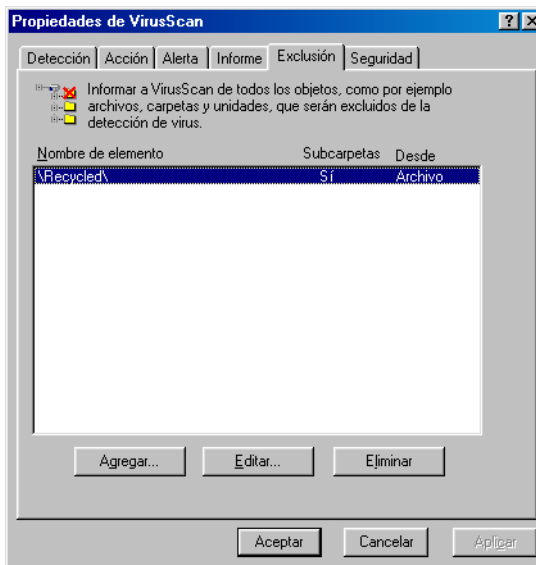 Propiedades de VirusScan
Detección Acción Alerta Informe Exclusión Seguridad
Informar a VirusScan de todos los objetos, como por ejemplo
archivos, carpetas y unidades, que serán excluidos de la
detección de virus.
Nombre de elemento Subcarpetas Desde
\Recycled\ Sí Archivo
Agregar... Editar... Eliminar
Aceptar Cancelar Aplicar